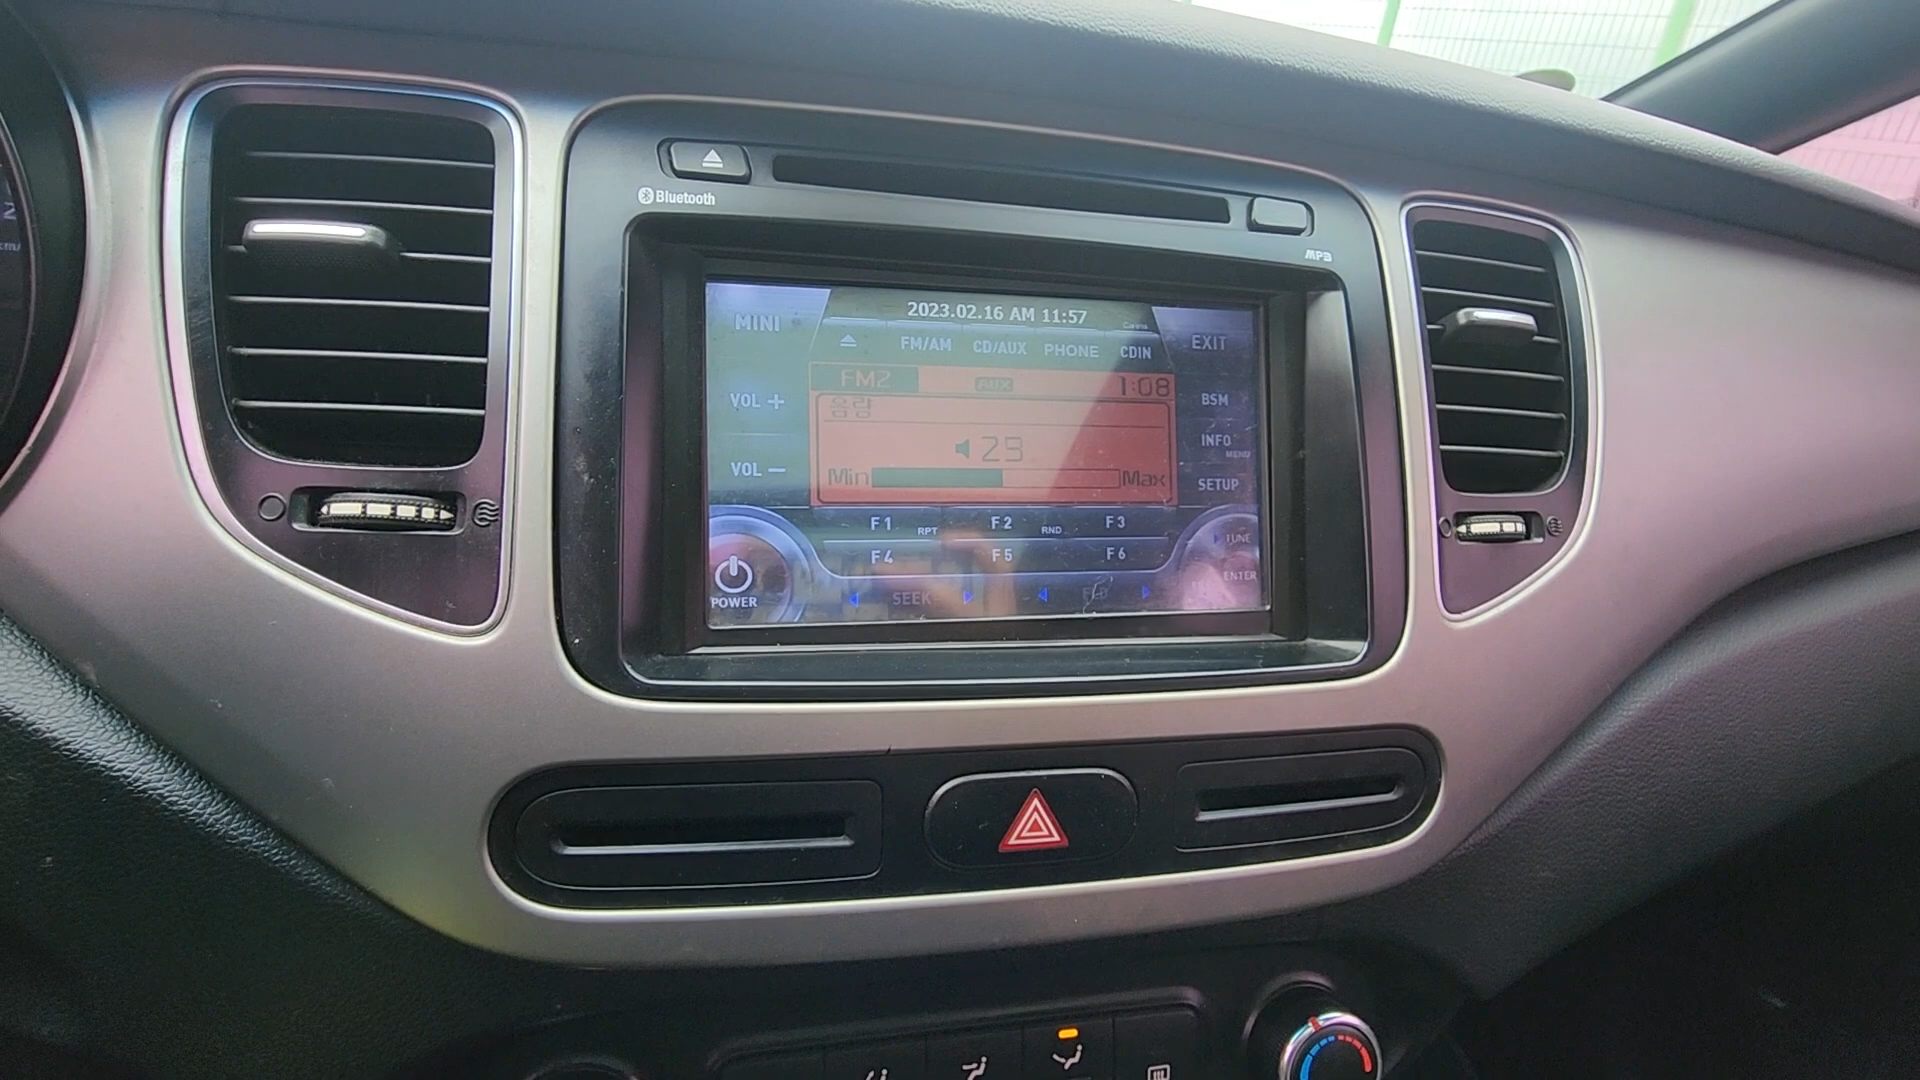 Bluetooth
MP3
2023.02.16 AM 11:57
MINI
FM/AM
CD/AUX
PHONE
CDIN
EXIT
FM2
AUX
1:08
VOL +
음량
BSM
23
INFO
MENU
VOL -
Min
Max
SETUP
F1
RPT
F2
RND
F3
F4
F5
F6
TUNE
ENTER
POWER
SEEK